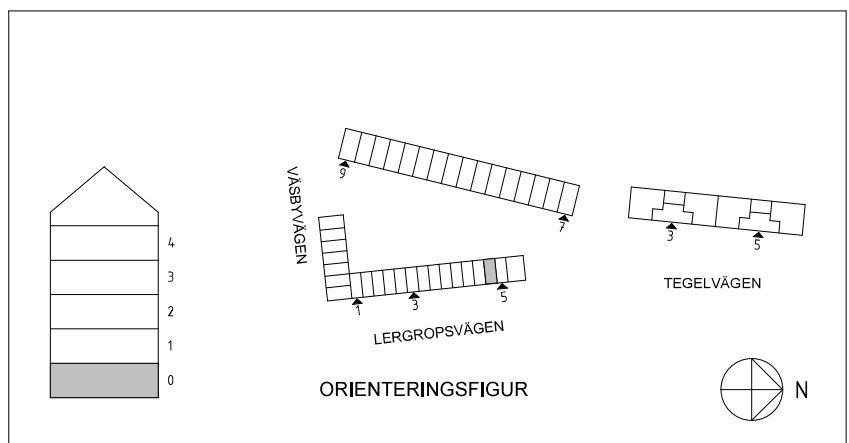 4
3
2
1
0
VÄSBYVÄGEN
9
7
1
3
5
LERGROPSVÄGEN
3
5
TEGELVÄGEN
ORIENTERINGSFIGUR
N